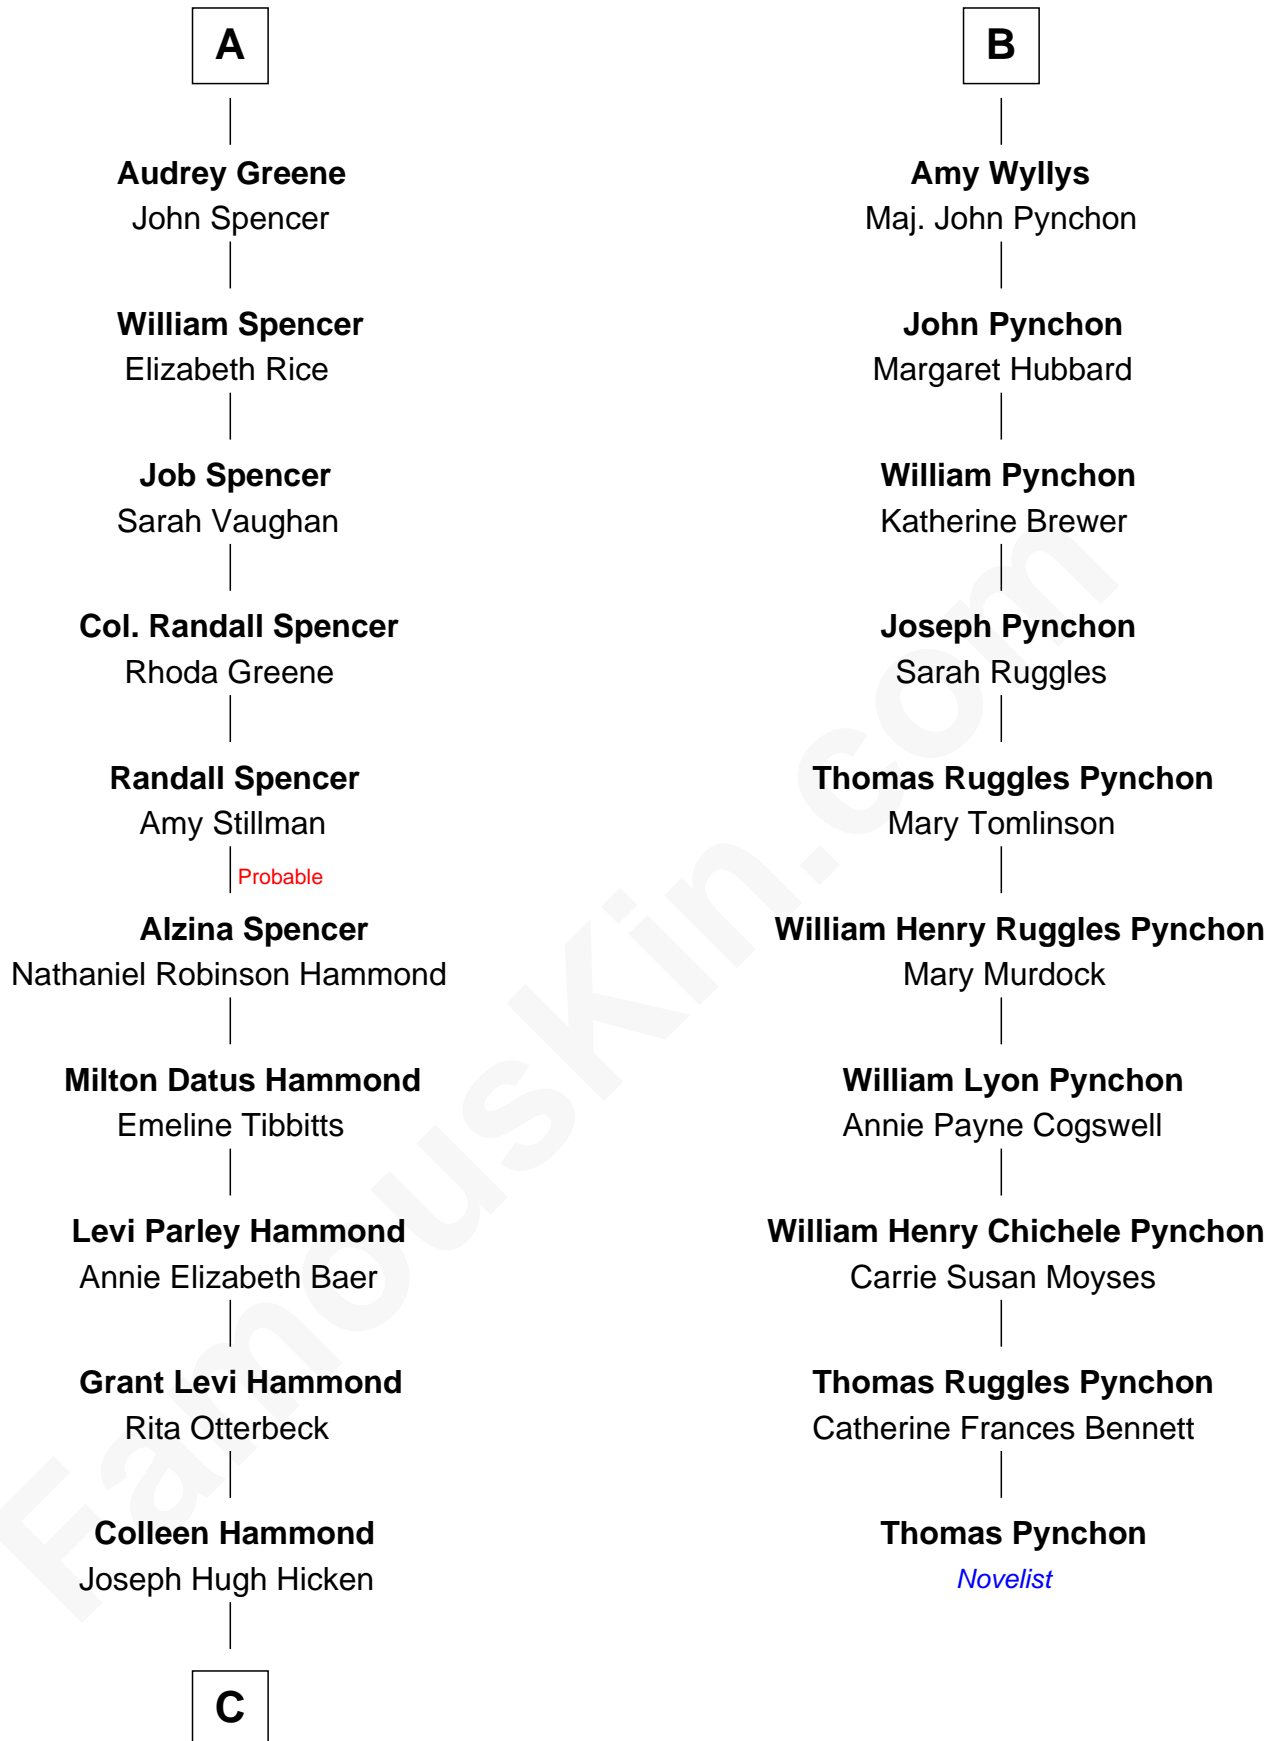 A
Audrey Greene
John Spencer
William Spencer
Elizabeth Rice
Job Spencer
Sarah Vaughan
Col. Randall Spencer
Rhoda Greene
Randall Spencer
Amy Stillman
Probable
Alzina Spencer
Nathaniel Robinson Hammond
Milton Datus Hammond
Emeline Tibbitts
Levi Parley Hammond
Annie Elizabeth Baer
Grant Levi Hammond
Rita Otterbeck
Colleen Hammond
Joseph Hugh Hicken
C
B
Amy Wyllys
Maj. John Pynchon
John Pynchon
Margaret Hubbard
William Pynchon
Katherine Brewer
Joseph Pynchon
Sarah Ruggles
Thomas Ruggles Pynchon
Mary Tomlinson
William Henry Ruggles Pynchon
Mary Murdock
William Lyon Pynchon
Annie Payne Cogswell
William Henry Chichele Pynchon
Carrie Susan Moyses
Thomas Ruggles Pynchon
Catherine Frances Bennett
Thomas Pynchon
Novelist
FamousKin.com